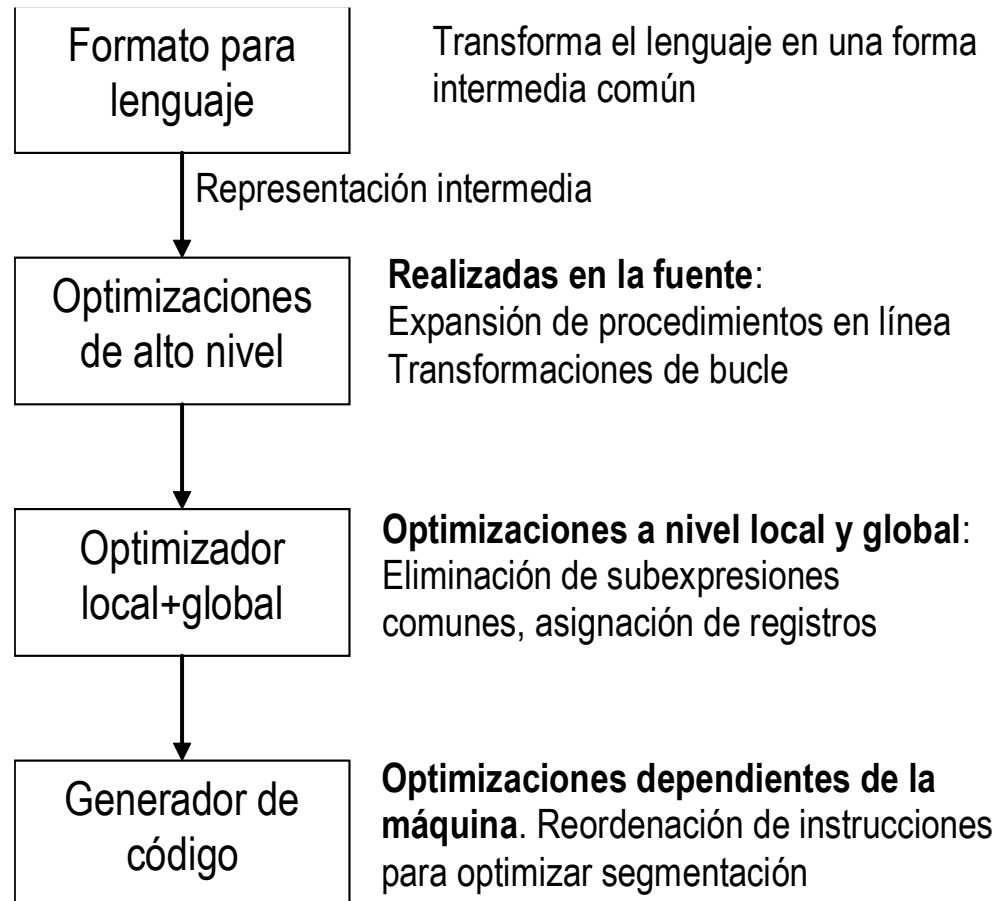 Formato para
lenguaje
Transforma el lenguaje en una forma
intermedia común
Representación intermedia
Optimizaciones
de alto nivel
Realizadas en la fuente:
Expansión de procedimientos en línea
Transformaciones de bucle
Optimizador
local+global
Optimizaciones a nivel local y global:
Eliminación de subexpresiones
comunes, asignación de registros
Generador de
código
Optimizaciones dependientes de la
máquina. Reordenación de instrucciones
para optimizar segmentación